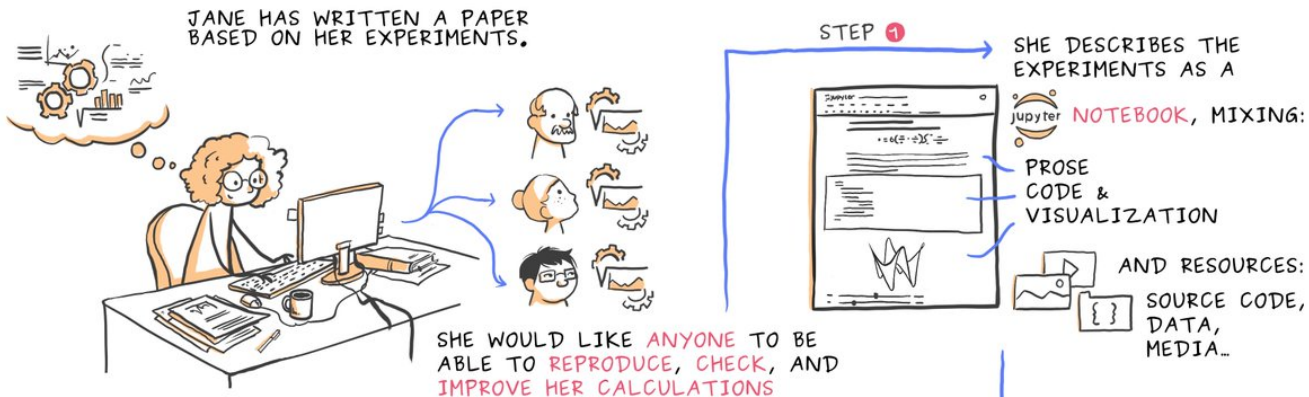 JANE HAS WRITTEN A PAPER
BASED ON HER EXPERIMENTS.
SHE WOULD LIKE ANYONE TO BE
ABLE TO REPRODUCE, CHECK, AND
IMPROVE HER CALCULATIONS
STEP 1
SHE DESCRIBES THE
EXPERIMENTS AS A
jupyter NOTEBOOK, MIXING:
jupyter
PROSE
CODE &
VISUALIZATION
AND RESOURCES:
{ }
SOURCE CODE,
DATA,
MEDIA…